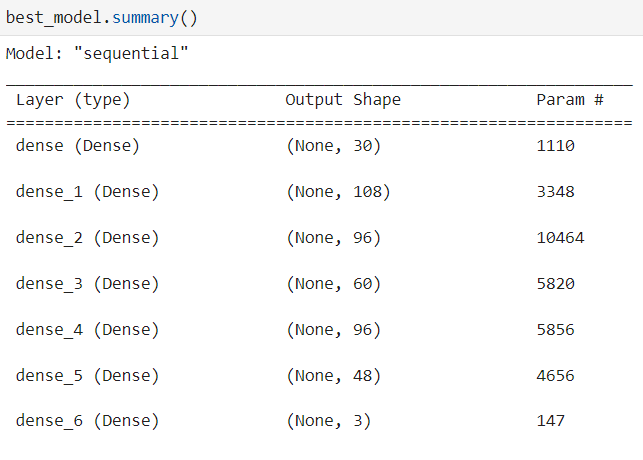 best_model.summary()
Model: "sequential"
_________________________________________________________________
Layer (type) Output Shape Param #
=================================================================
dense (Dense) (None, 30) 1110
dense_1 (Dense) (None, 108) 3348
dense_2 (Dense) (None, 96) 10464
dense_3 (Dense) (None, 60) 5820
dense_4 (Dense) (None, 96) 5856
dense_5 (Dense) (None, 48) 4656
dense_6 (Dense) (None, 3) 147